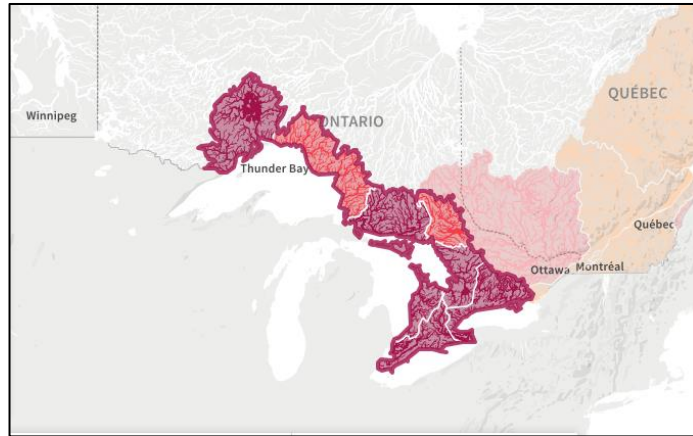 QUÉBEC
Winnipeg
ONTARIO
Thunder Bay
Québec
Ottawa
Montréal